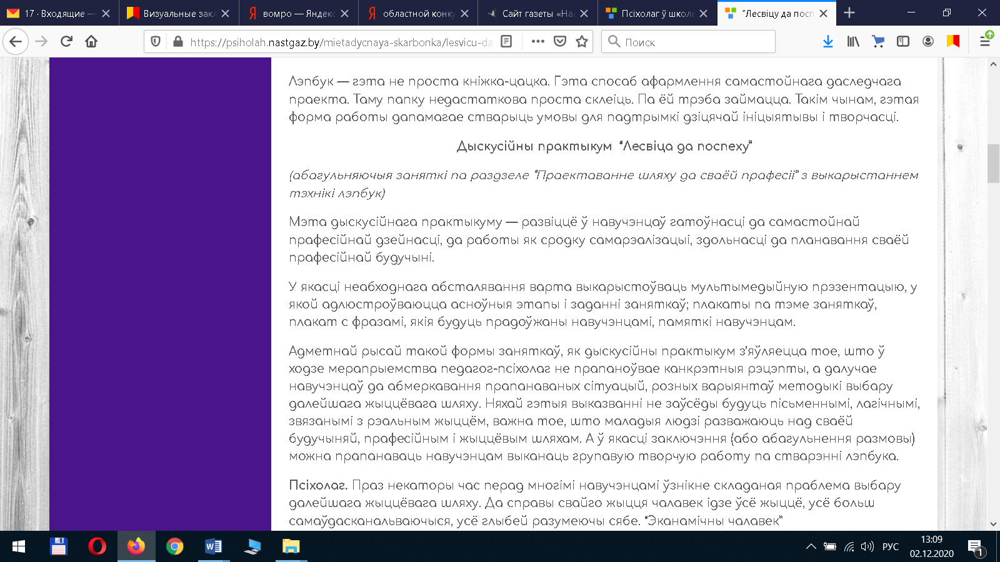 17 · Входящие —
Визуальные закл
вомро — Яндекс
областной конку
Сайт газеты «Нас
Псіхолаг ў школе
"Лесвіцу да посп
https://psiholah.nastgaz.by/mietadycnaya-skarbonka/lesvicu-da
Поиск
Лэпбук — гэта не проста кніжка-цацка. Гэта спосаб афармлення самастойнага даследчага
праекта. Таму папку недастаткова проста склеіць. Па ёй трэба займацца. Такім чынам, гэтая
форма работы дапамагае стварыць умовы для падтрымкі дзіцячай ініцыятывы і творчасці.
Дыскусійны практыкум “Лесвіца да поспеху”
(абагульняючыя заняткі па раздзеле “Праектаванне шляху да сваёй прафесіі” з выкарыстаннем
тэхнікі лэпбук)
Мэта дыскусійнага практыкуму — развіццё ў навучэнцаў гатоўнасці да самастойнай
прафесійнай дзейнасці, да работы як сродку самарэалізацыі, здольнасці да планавання сваёй
прафесійнай будучыні.
У якасці неабходнага абсталявання варта выкарыстоўваць мультымедыйную прэзентацыю, у
якой адлюстроўваюцца асноўныя этапы і заданні заняткаў; плакаты па тэме заняткаў,
плакат с фразамі, якія будуць прадоўжаны навучэнцамі, памяткі навучэнцам.
Адметнай рысай такой формы заняткаў, як дыскусійны практыкум з'яўляецца тое, што ў
ходзе мерапрыемства педагог-псіхолаг не прапаноўвае канкрэтныя рэцэпты, а далучае
навучэнцаў да абмеркавання прапанаваных сітуацый, розных варыянтаў методыкі выбару
далейшага жыццёвага шляху. Няхай гэтыя выказванні не заўсёды будуць пісьменнымі, лагічнымі,
звязанымі з рэальным жыццём, важна тое, што маладыя людзі разважаюць над сваёй
будучыняй, прафесійным і жыццёвым шляхам. А ў якасці заключэння (або абагульнення размовы)
можна прапанаваць навучэнцам выканаць групавую творчую работу па стварэнні лэпбука.
Псіхолаг. Праз некаторы час перад многімі навучэнцамі ўзнікне складаная праблема выбару
далейшага жыццёвага шляху. Да справы свайго жыцця чалавек ідзе ўсё жыццё, усё больш
самаўдасканальваючыся, усё глыбей разумеючы сябе. “Эканамічны чалавек”
РУС
13:09
02.12.2020
1